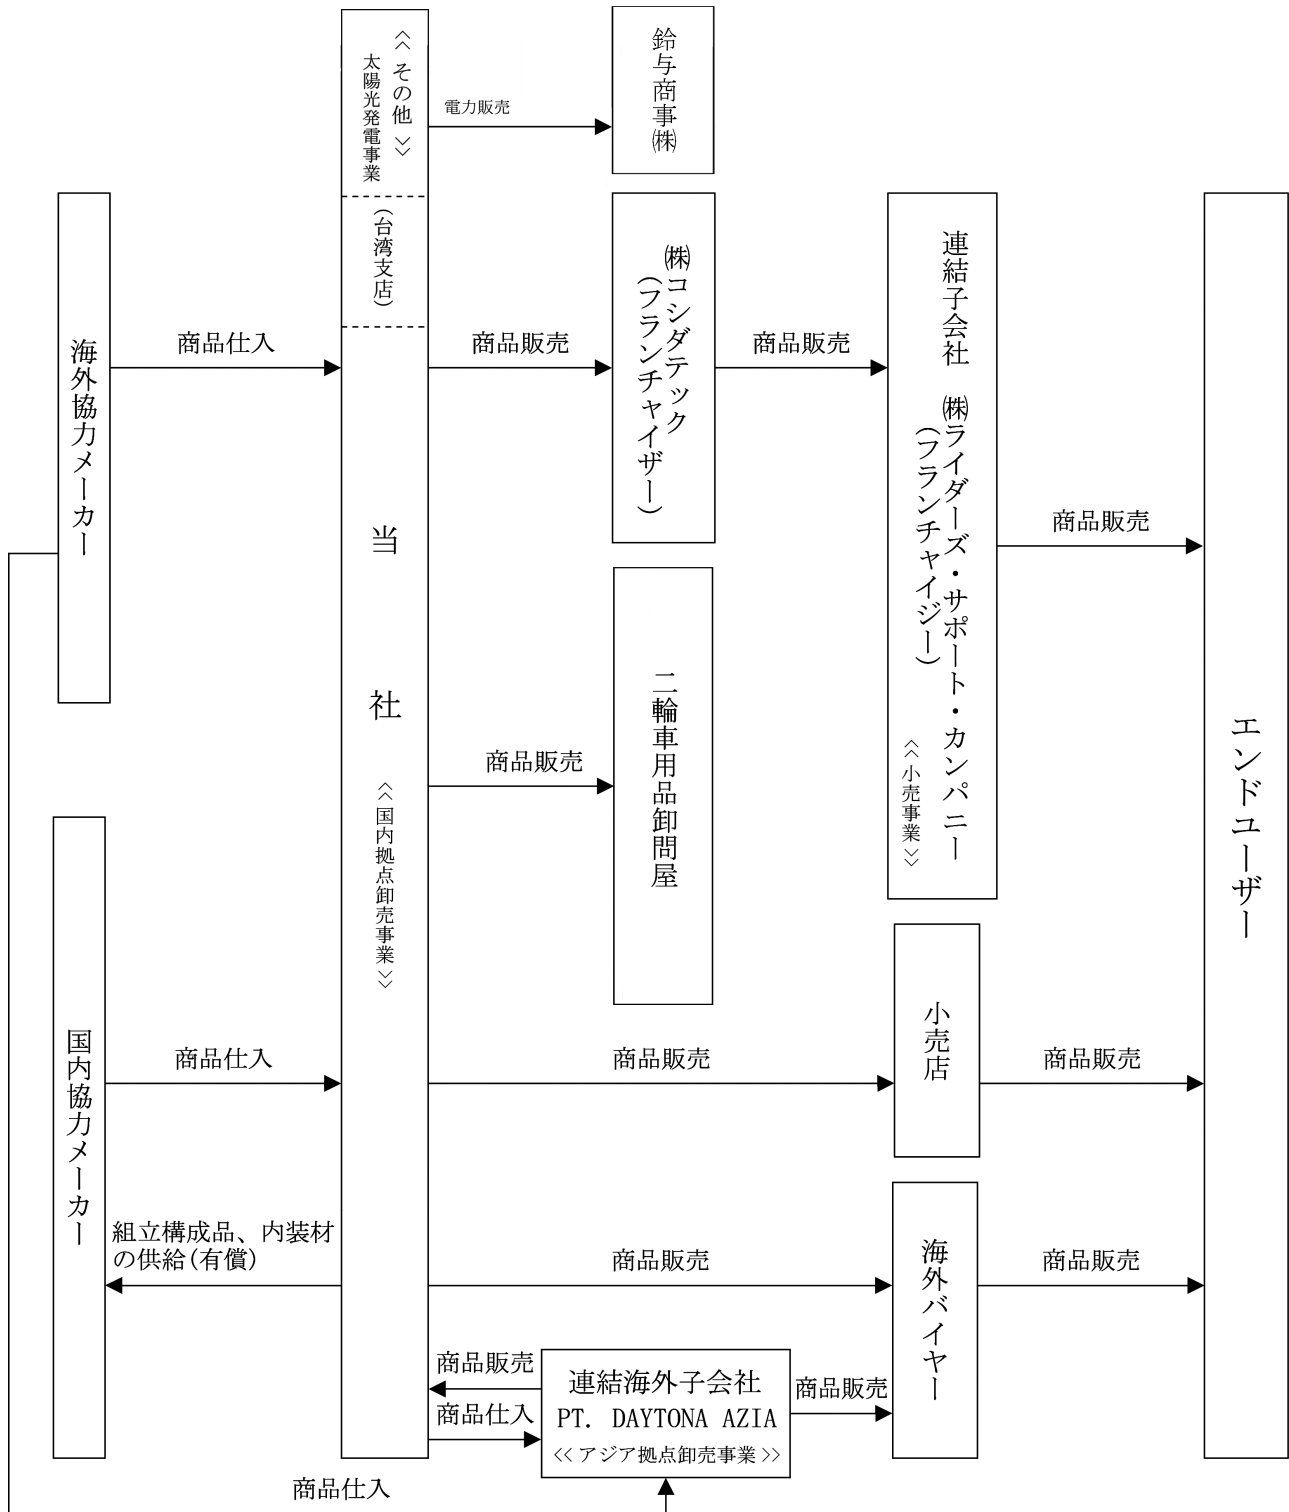 << その他 >>
太陽光発電事業
(台湾支店)
当社
<< 国内拠点卸売事業 >>
電力販売
鈴与商事㈱
海外協力メーカー
商品仕入
商品販売
㈱コシダテック
(フランチャイザー)
商品販売
連結子会社 ㈱ライダーズ・サポート・カンパニー
(フランチャイジー)
<< 小売事業 >>
商品販売
エンドユーザー
商品販売
二輪車用品卸問屋
国内協力メーカー
商品仕入
商品販売
小売店
商品販売
組立構成品、内装材
の供給(有償)
商品販売
海外バイヤー
商品販売
商品販売
商品仕入
連結海外子会社
PT. DAYTONA AZIA
<< アジア拠点卸売事業 >>
商品販売
商品仕入